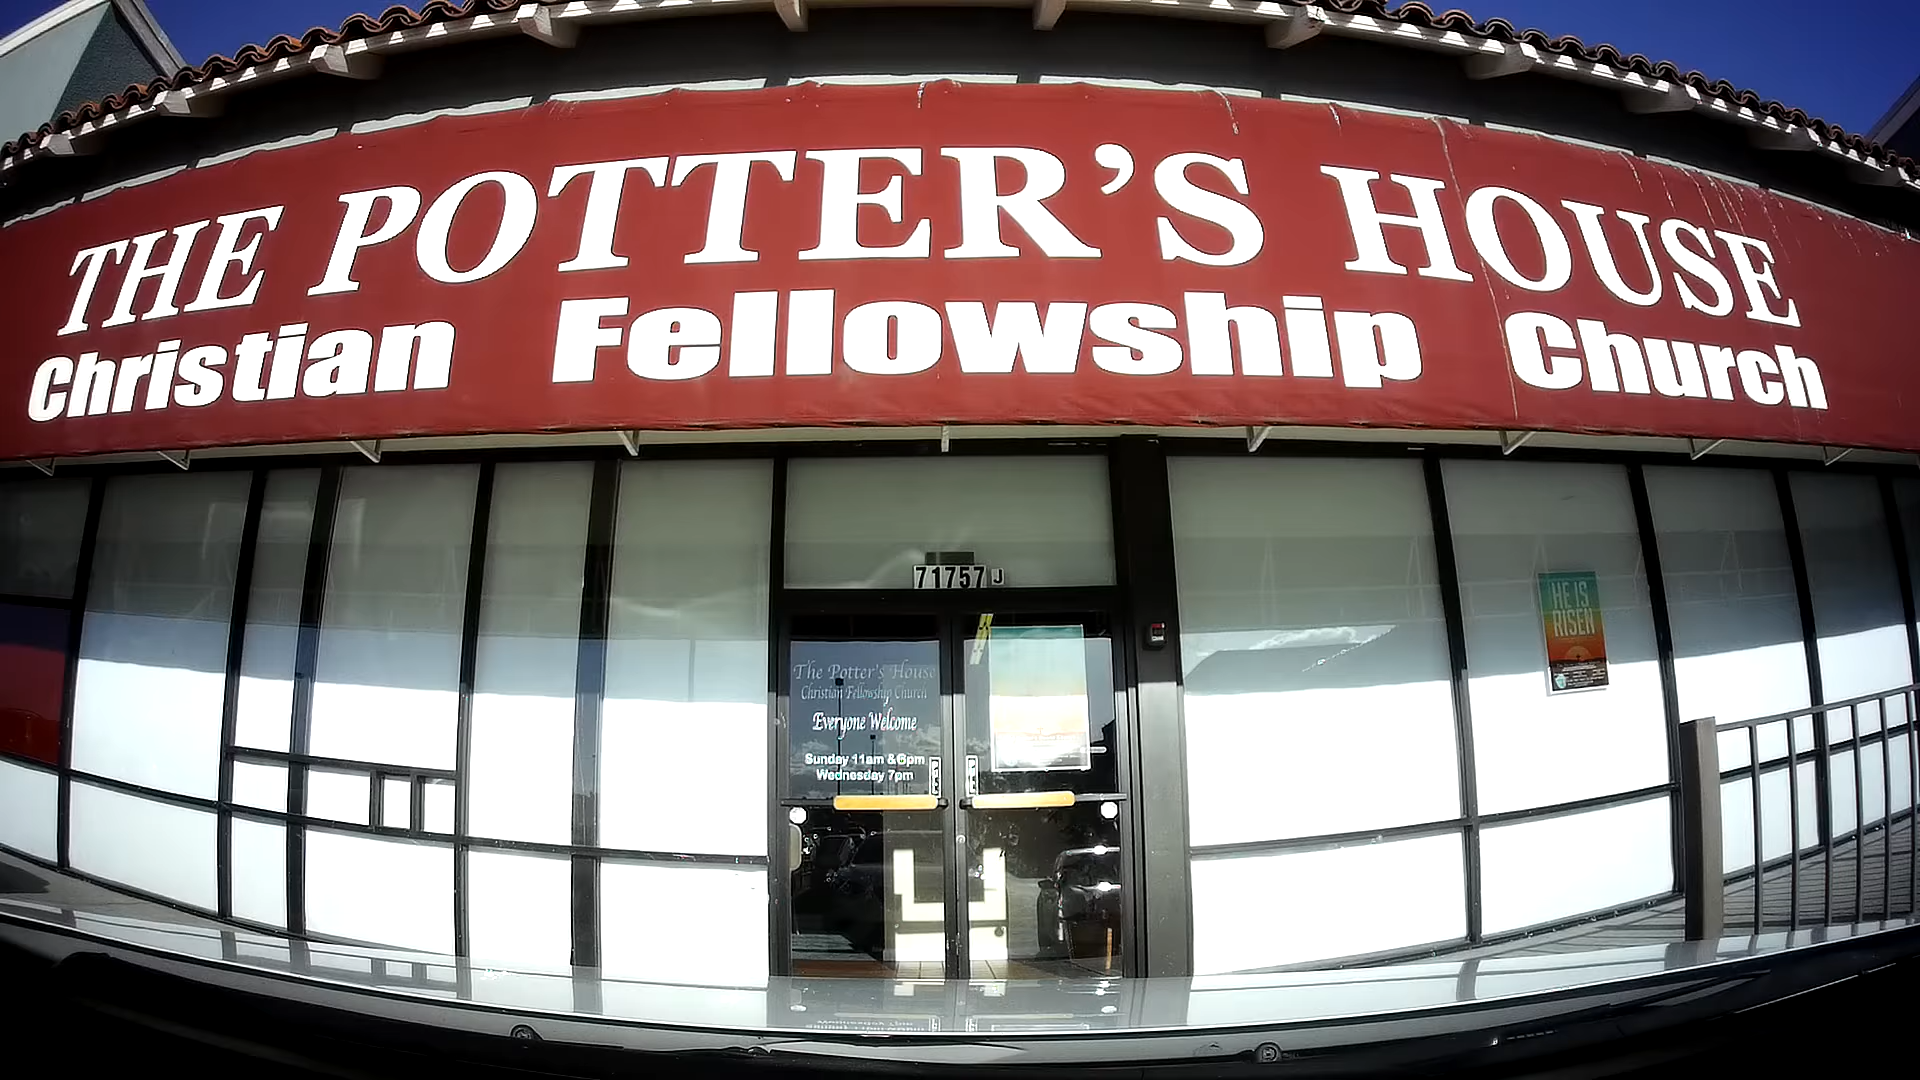 THE POTTER'S HOUSE
Christian Fellowship Church
71757 J
HE IS
RISEN
The Potter's House
Christian Fellowship Church
Everyone Welcome
Sunday 11am & 6pm
Wednesday 7pm